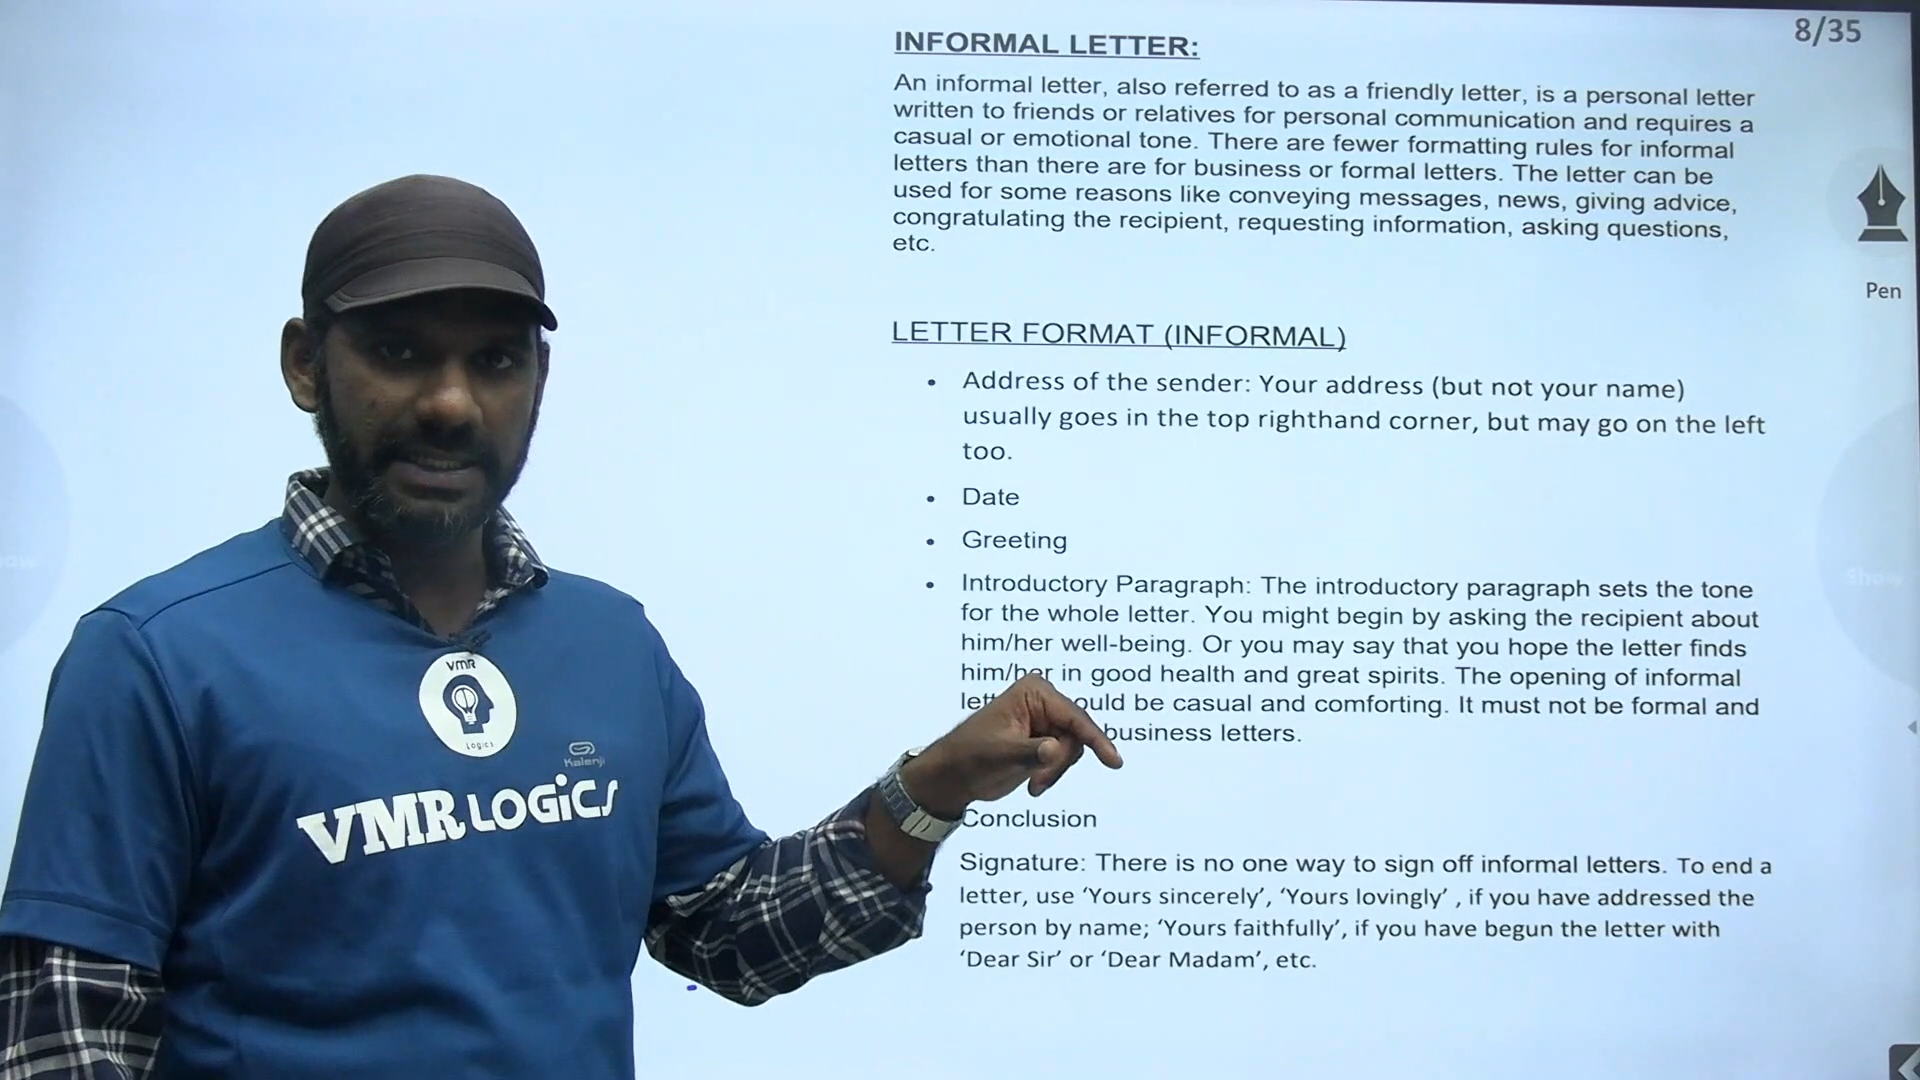 8/35
INFORMAL LETTER:
An informal letter, also referred to as a friendly letter, is a personal letter
written to friends or relatives for personal communication and requires a
casual or emotional tone. There are fewer formatting rules for informal
letters than there are for business or formal letters. The letter can be
used for some reasons like conveying messages, news, giving advice,
congratulating the recipient, requesting information, asking questions,
etc.
Pen
LETTER FORMAT (INFORMAL)
• Address of the sender: Your address (but not your name)
usually goes in the top righthand corner, but may go on the left
too.
• Date
• Greeting
• Introductory Paragraph: The introductory paragraph sets the tone
for the whole letter. You might begin by asking the recipient about
him/her well-being. Or you may say that you hope the letter finds
him/her in good health and great spirits. The opening of informal
be casual and comforting. It must not be formal and
business letters.
Conclusion
Signature: There is no one way to sign off informal letters. To end a
letter, use ‘Yours sincerely’, ‘Yours lovingly’ , if you have addressed the
person by name; ‘Yours faithfully’, if you have begun the letter with
‘Dear Sir’ or ‘Dear Madam’, etc.
VMR
Logics
Kalenji
VMR LOGICS